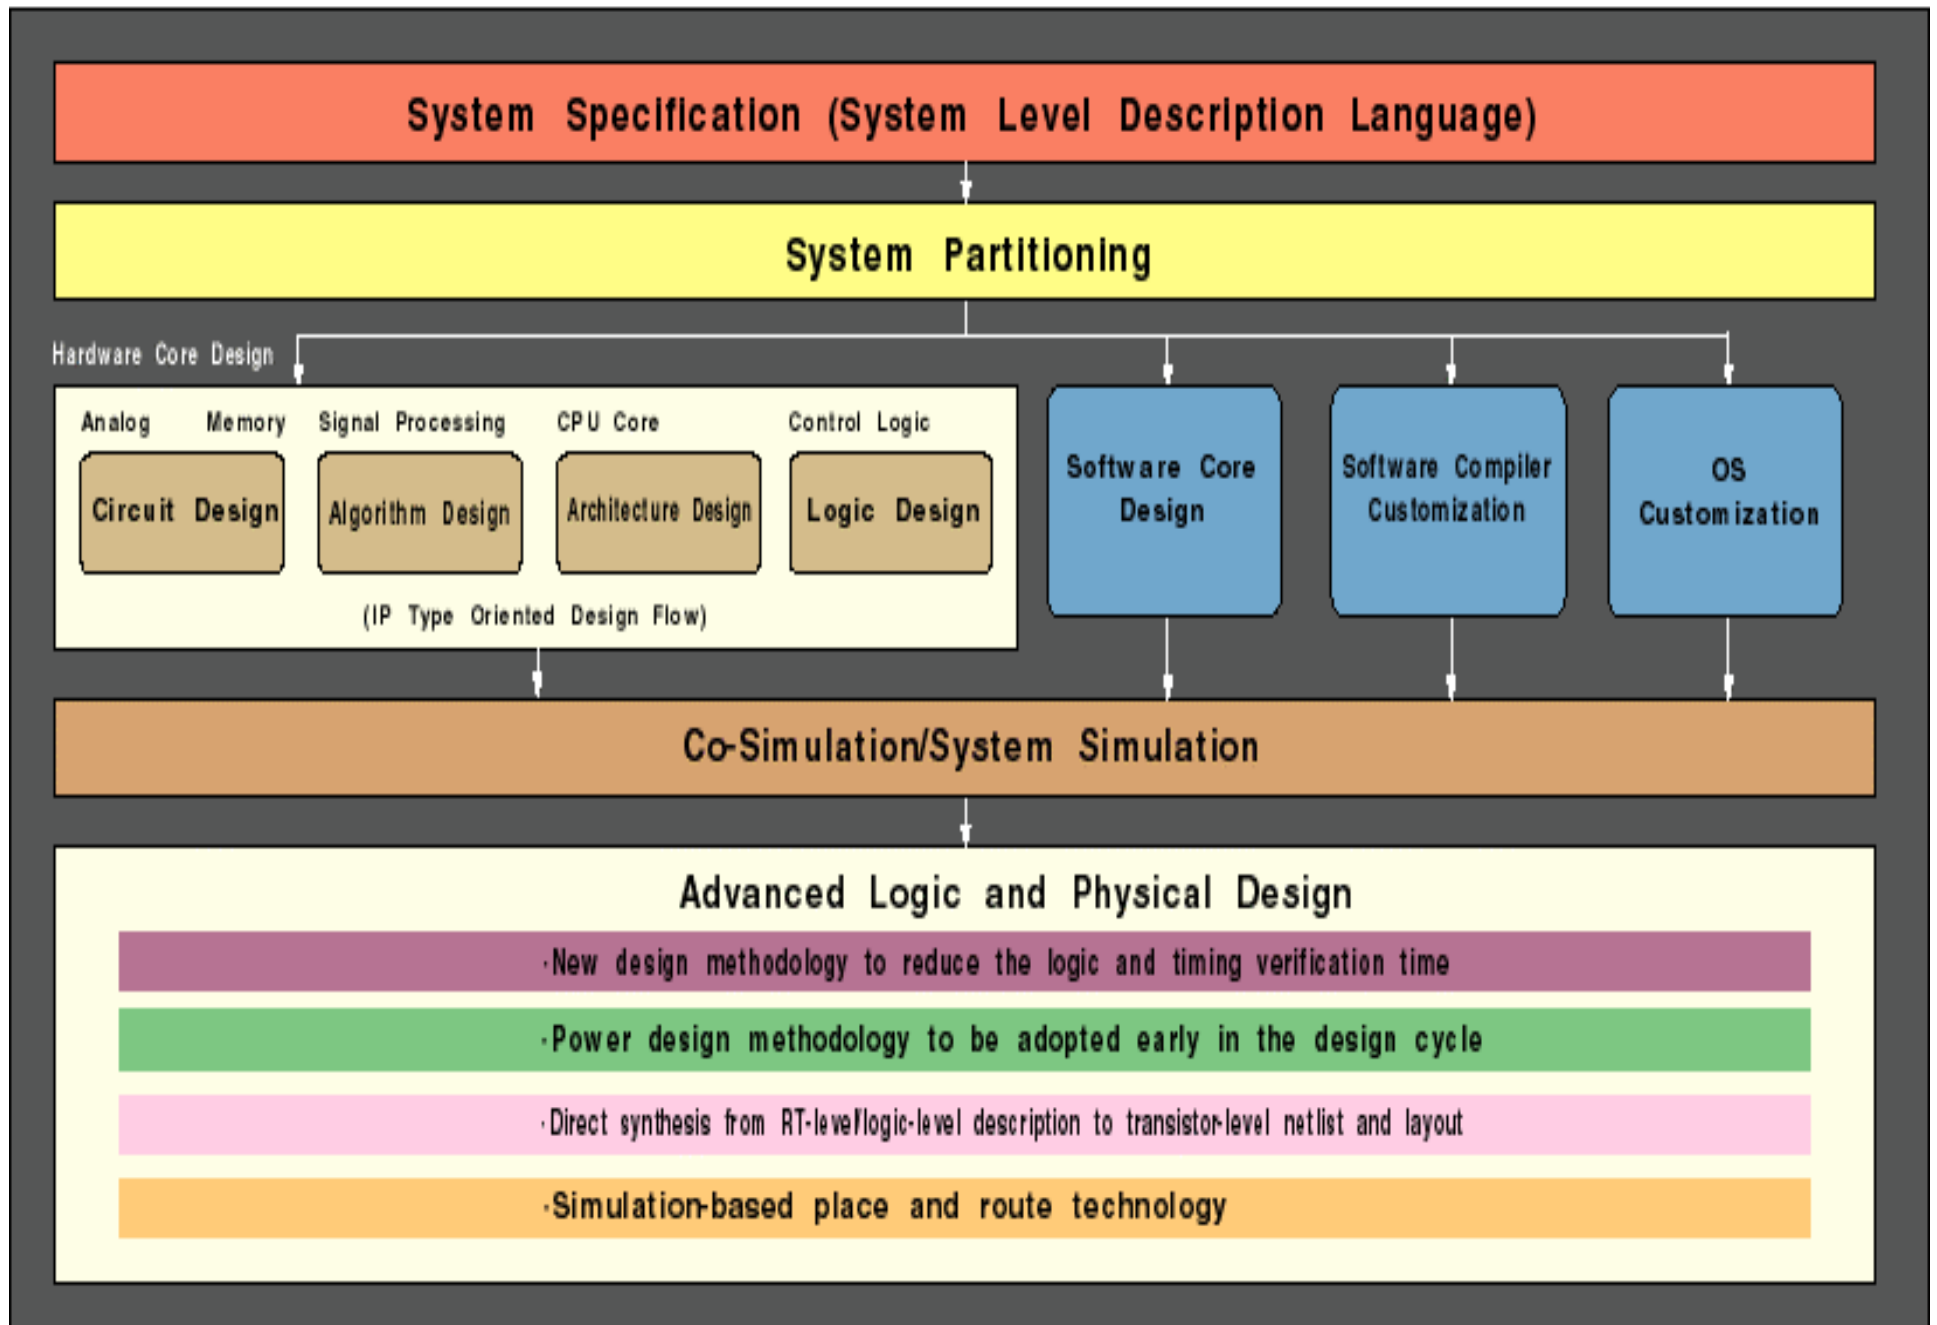 System Specification (System Level Description Language)
System Partitioning
Hardware Core Design
Analog Memory Signal Processing CPU Core Control Logic
Circuit Design
Algorithm Design
Architecture Design
Logic Design
(IP Type Oriented Design Flow)
Software Core
Design
Software Compiler
Customization
OS
Customization
Co-Simulation/System Simulation
Advanced Logic and Physical Design
·New design methodology to reduce the logic and timing verification time
·Power design methodology to be adopted early in the design cycle
·Direct synthesis from RT-level/logic-level description to transistor-level netlist and layout
·Simulation-based place and route technology